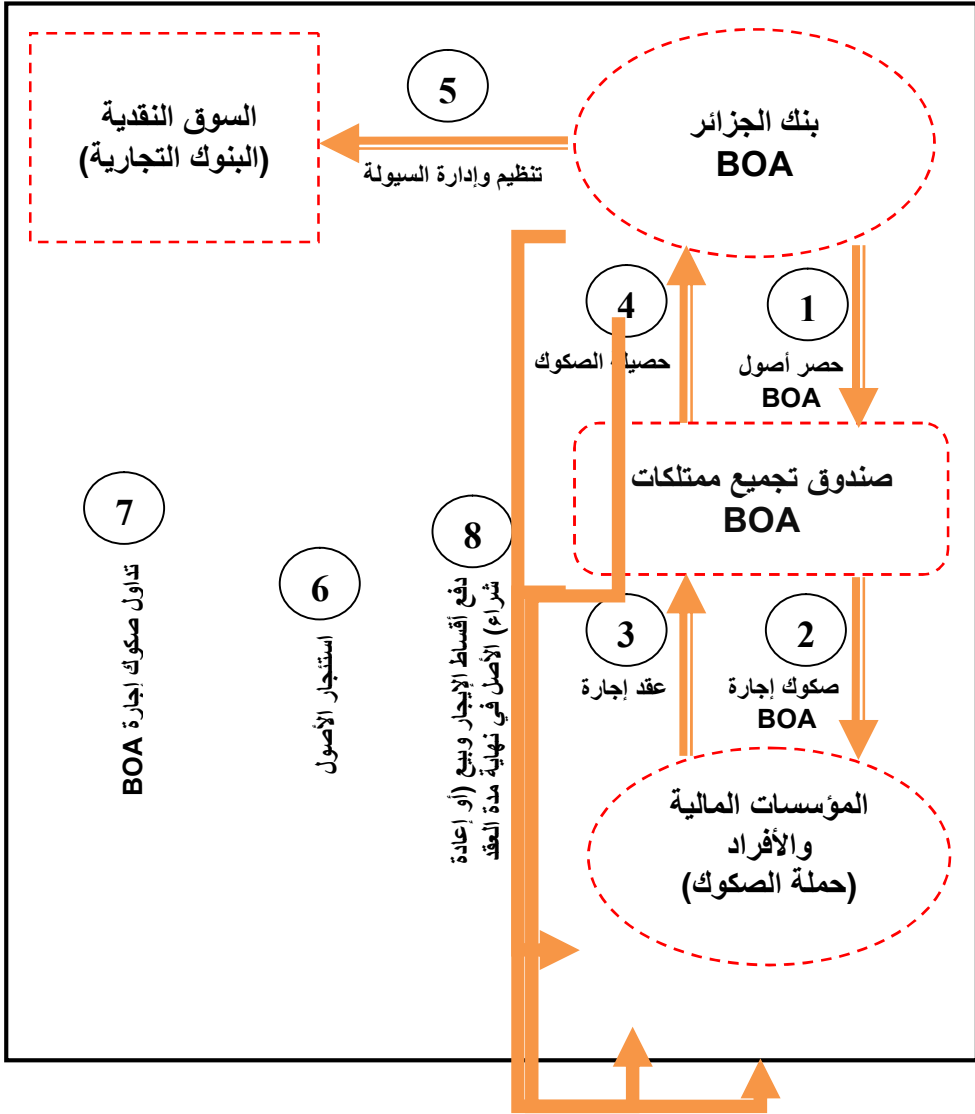 بنك الجزائر
BOA
5
السوق النقدية
(البنوك التجارية)
تنظيم وإدارة السيولة
1
حصر أصول
BOA
4
حصيلة الصكوك
صندوق تجميع ممتلكات
BOA
2
صكوك إجارة
BOA
3
عقد إجارة
المؤسسات المالية
والأفراد
(حملة الصكوك)
8
دفع أقساط الإيجار وبيع (أو إعادة
شراء) الأصل في نهاية مدة العقد
6
استئجار الأصول
7
تداول صكوك إجارة BOA